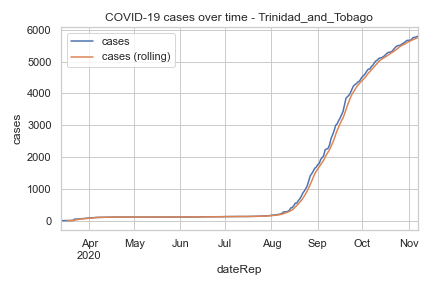 COVID-19 cases over time - Trinidad_and_Tobago
cases
cases (rolling)
6000
5000
4000
3000
2000
1000
0
cases
Apr May Jun Jul Aug Sep Oct Nov
2020
dateRep